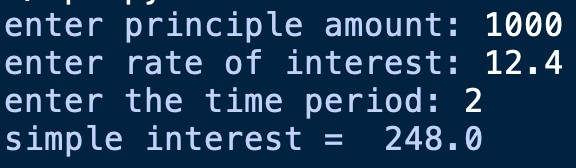 enter principle amount: 1000
enter rate of interest: 12.4
enter the time period: 2
simple interest =  248.0